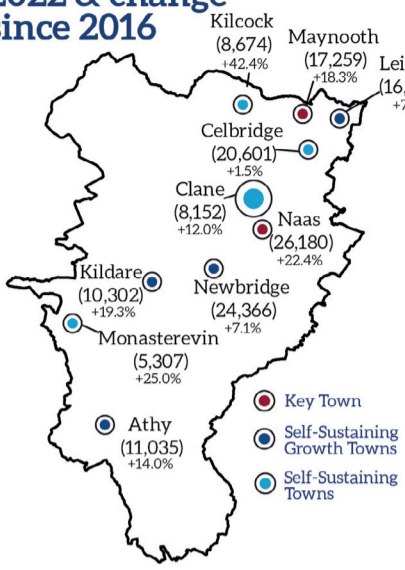 2022 & change
since 2016
Kilcock
(8,674)
+42.4%
Maynooth
(17,259)
+18.3%
Celbridge
(20,601)
+1.5%
Clane
(8,152)
+12.0%
Naas
(26,180)
+22.4%
Kildare
(10,302)
+19.3%
Newbridge
(24,366)
+7.1%
Monasterevin
(5,307)
+25.0%
Athy
(11,035)
+14.0%
Key Town
Self-Sustaining
Growth Towns
Self-Sustaining
Towns